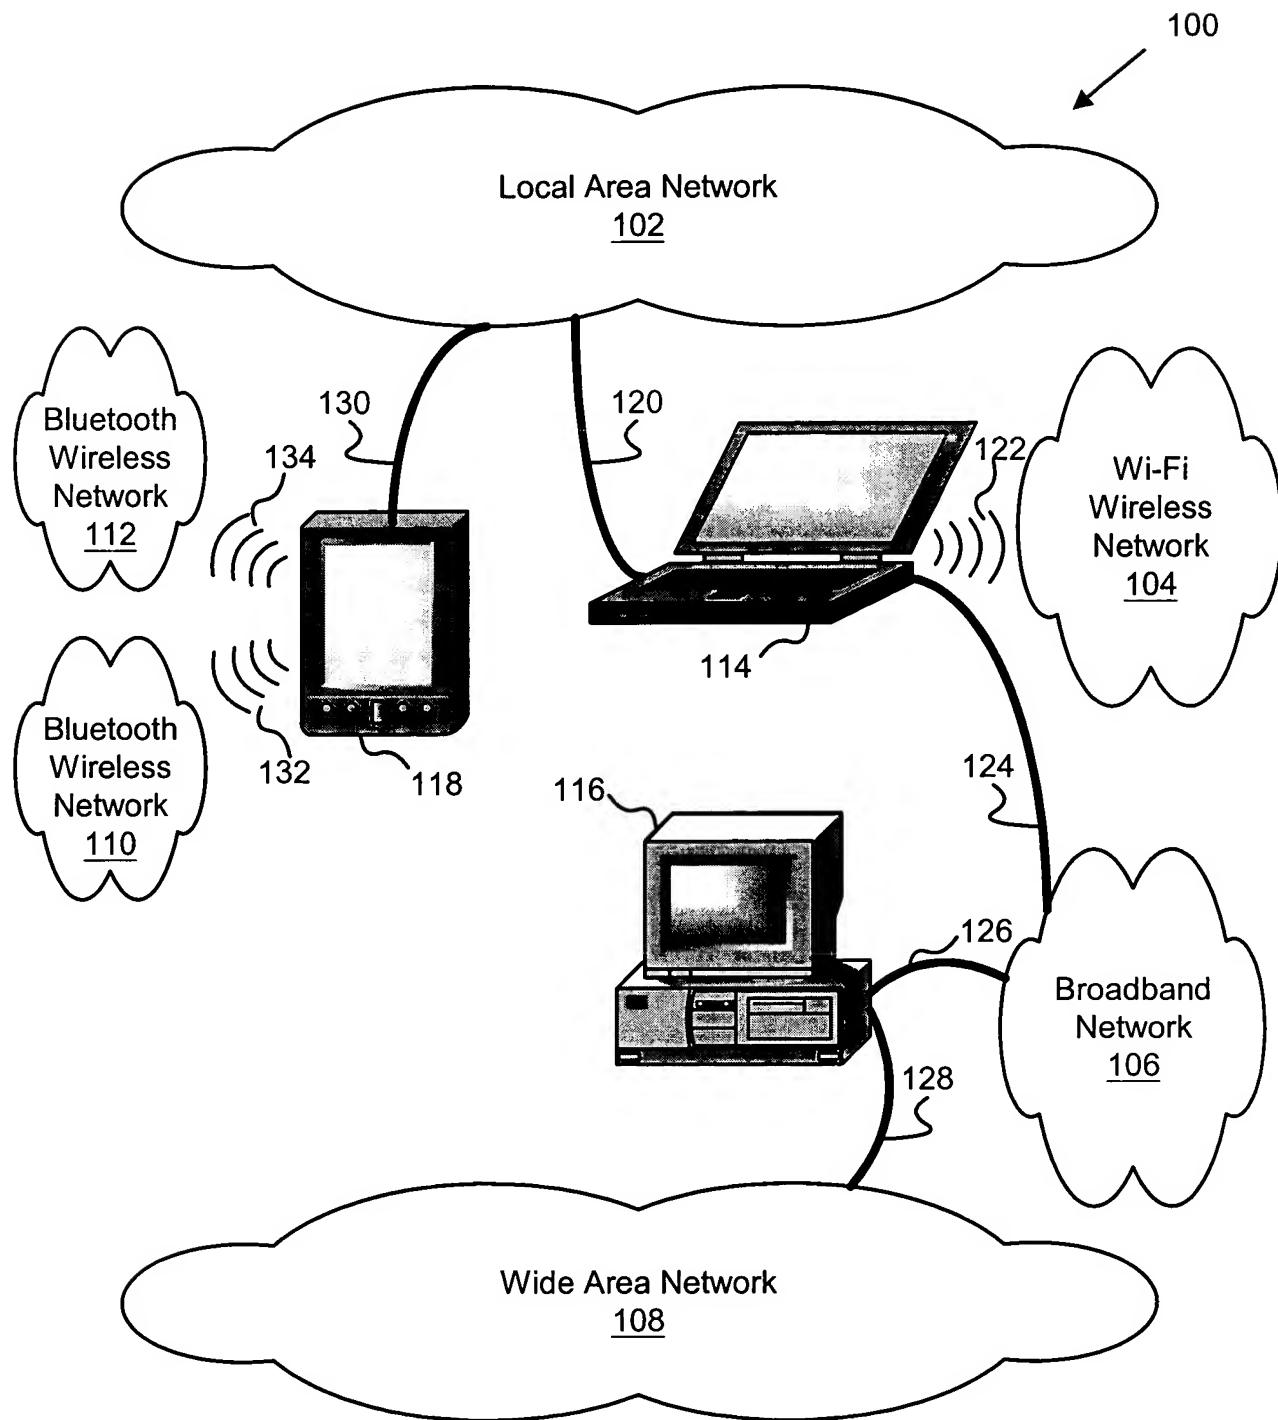 100
Local Area Network
102
Bluetooth
Wireless
Network
112
134
130
120
122
Wi-Fi
Wireless
Network
104
114
Bluetooth
Wireless
Network
110
132
118
116
124
126
Broadband
Network
106
128
Wide Area Network
108